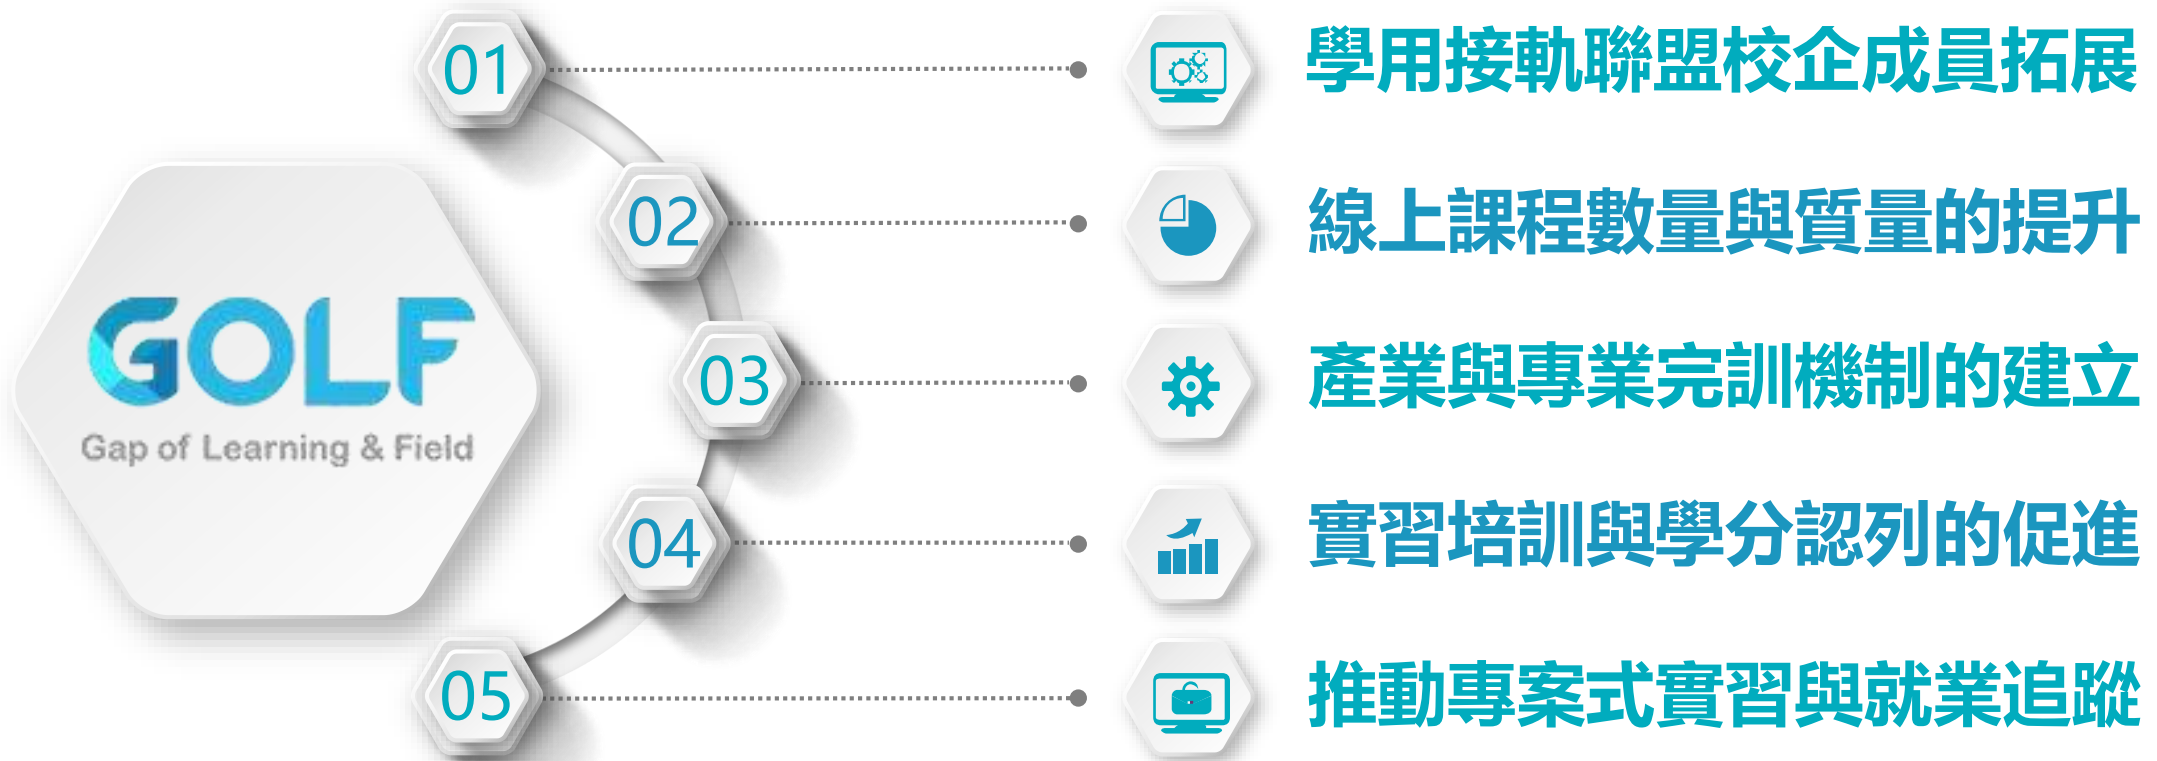 01
學用接軌聯盟校企成員拓展
02
線上課程數量與質量的提升
GOLF
Gap of Learning & Field
03
產業與專業完訓機制的建立
04
實習培訓與學分認列的促進
05
推動專案式實習與就業追蹤